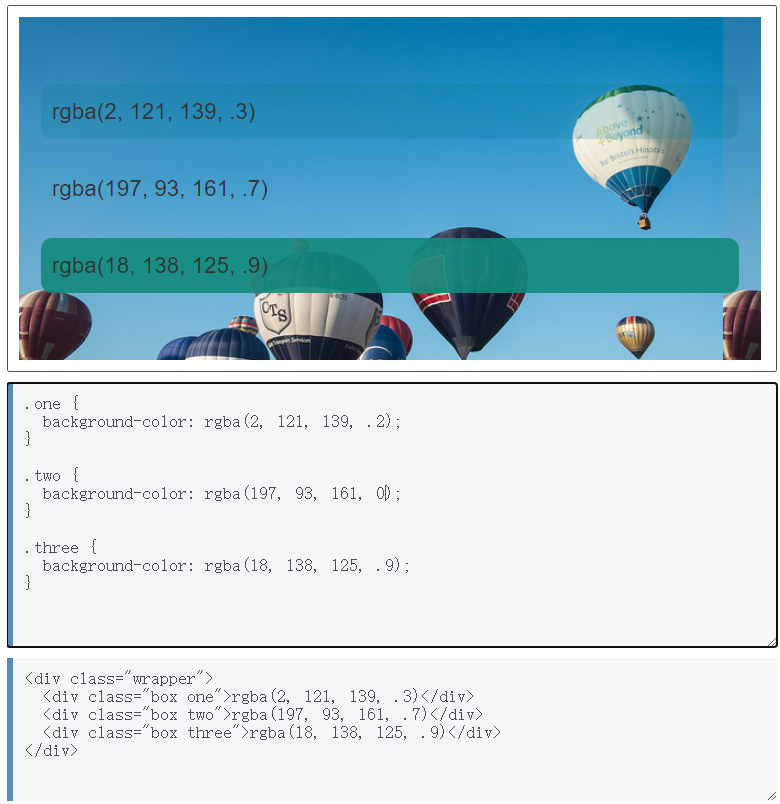 rgba(2, 121, 139, .3)
Above
+Beyond
For Bristol's Hospitals
rgba(197, 93, 161, .7)
rgba(18, 138, 125, .9)
G-OCTS
CTS
Transport Services
.one {
  background-color: rgba(2, 121, 139, .2);
}
.two {
  background-color: rgba(197, 93, 161, 0);
}
.three {
  background-color: rgba(18, 138, 125, .9);
}
<div class="wrapper">
  <div class="box one">rgba(2, 121, 139, .3)</div>
  <div class="box two">rgba(197, 93, 161, .7)</div>
  <div class="box three">rgba(18, 138, 125, .9)</div>
</div>